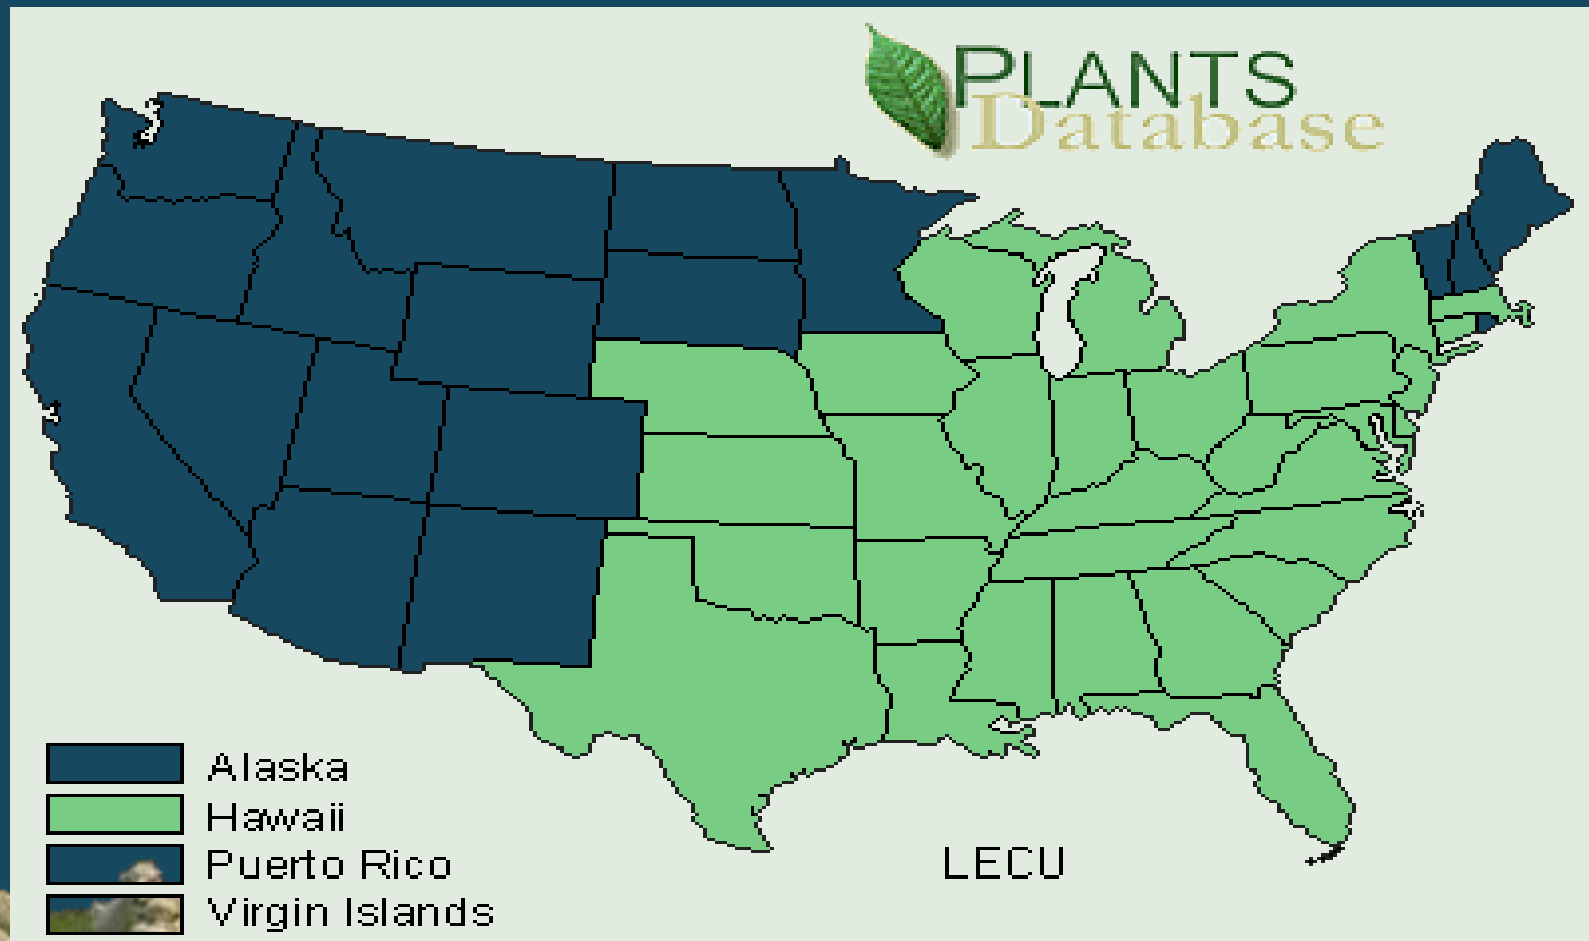 PLANTS
Database
Alaska
Hawaii
Puerto Rico
Virgin Islands
LECU